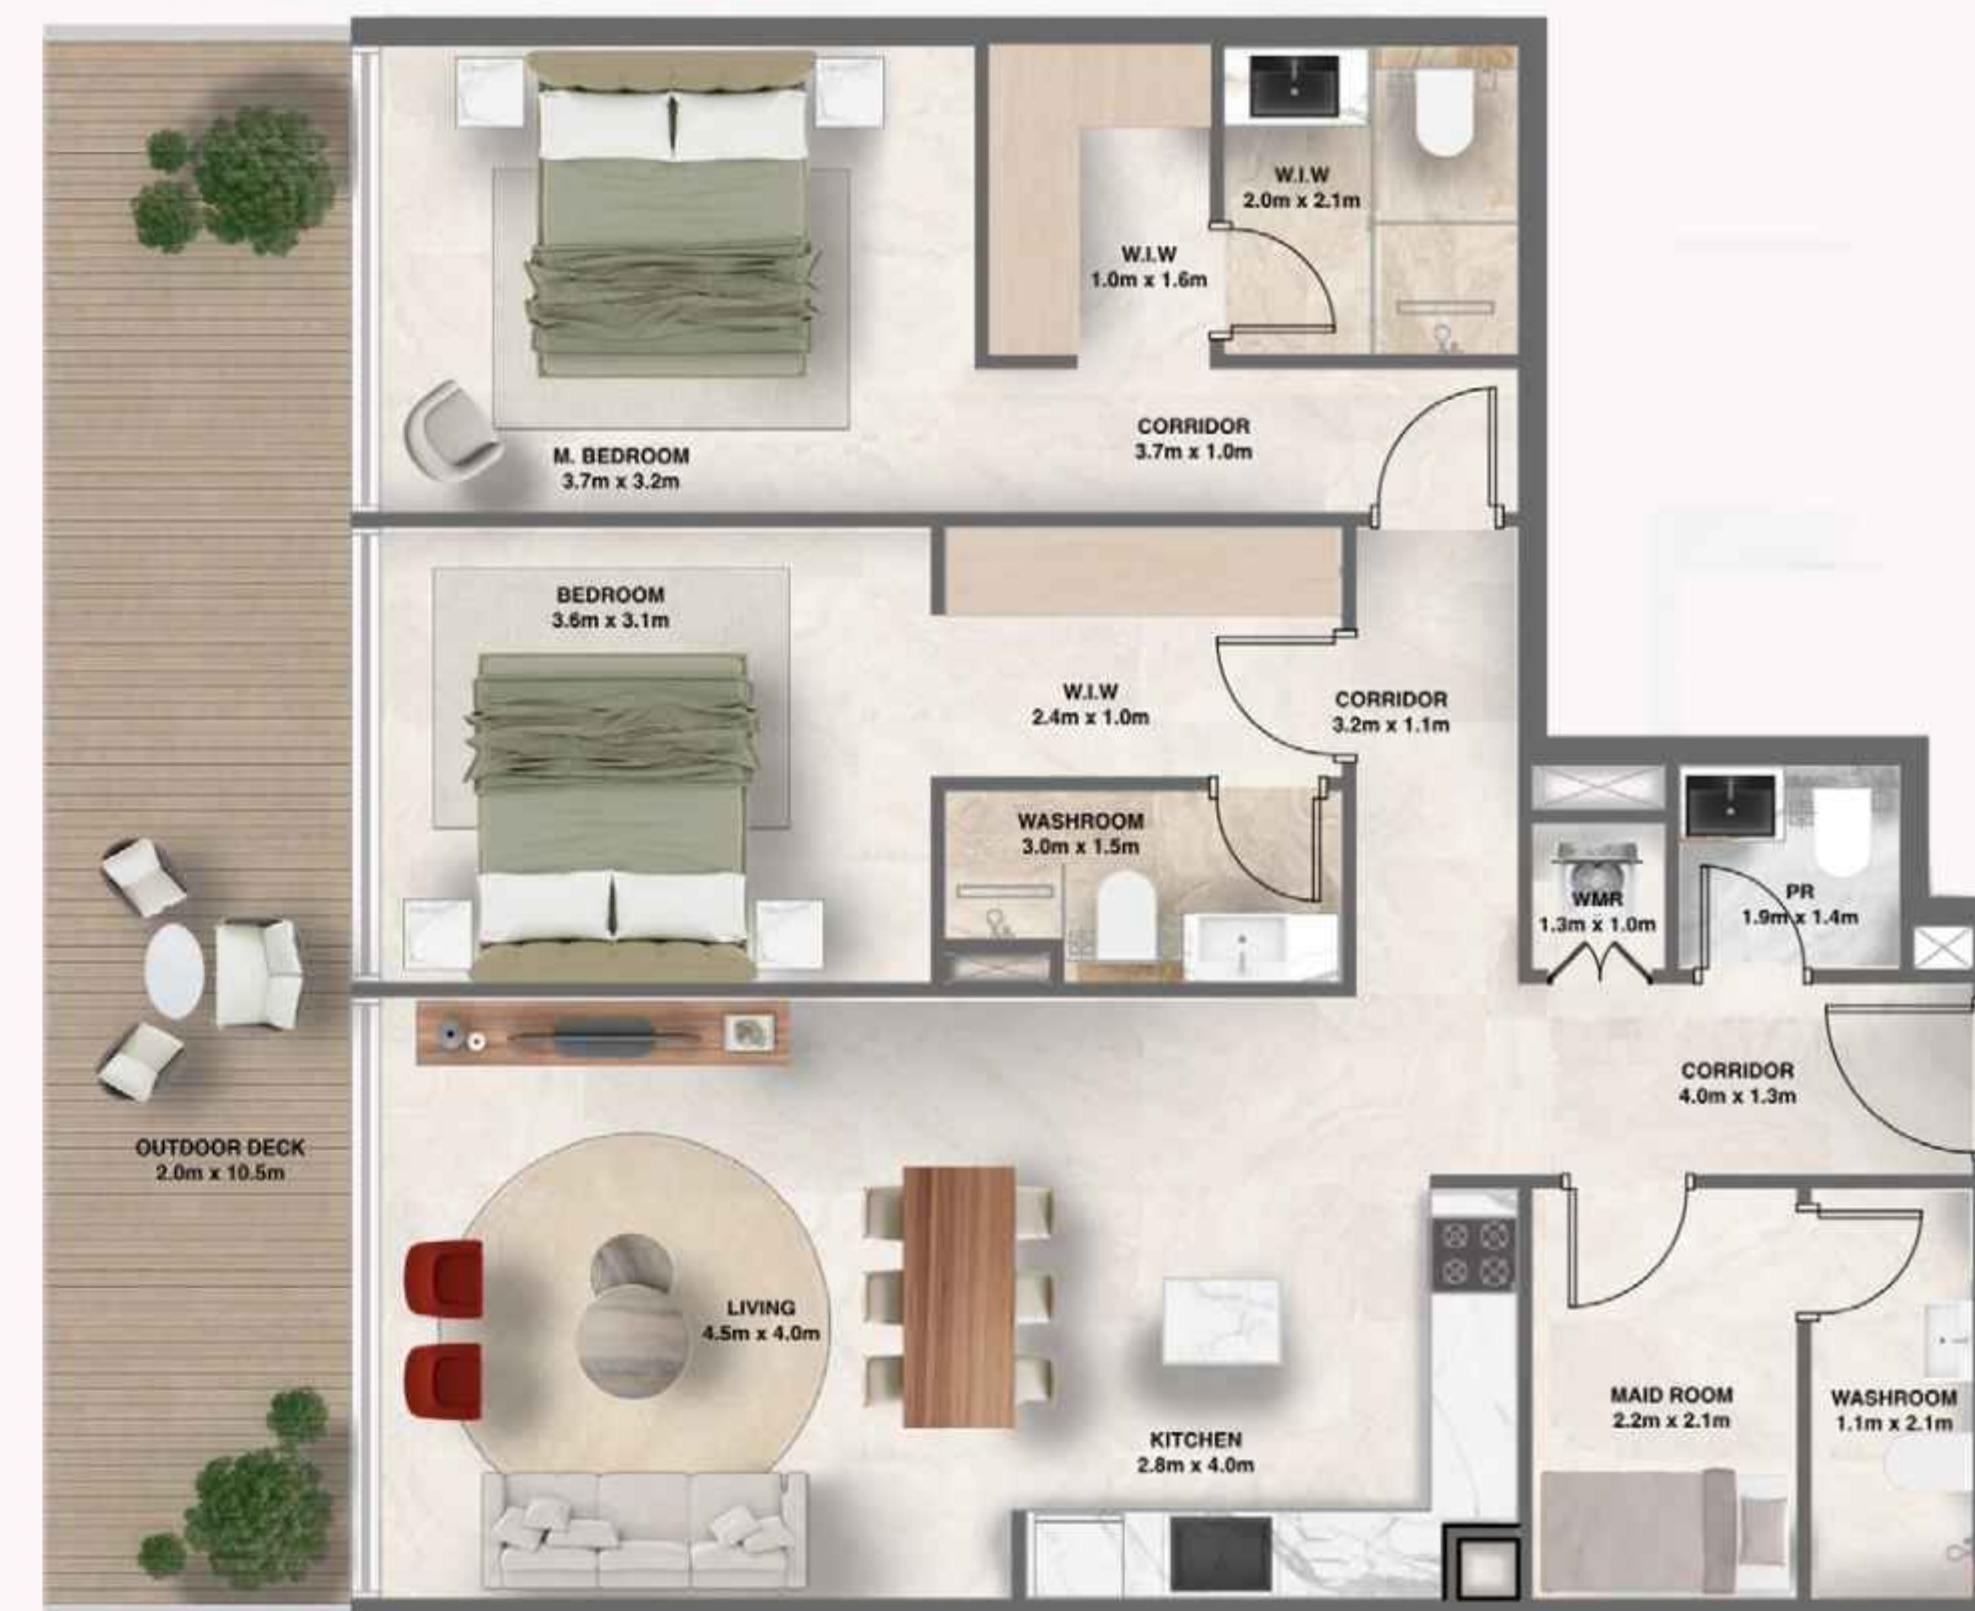 W.I.W
2.0m x 2.1m
W.I.W
1.0m x 1.6m
CORRIDOR
3.7m x 1.0m
M. BEDROOM
3.7m x 3.2m
BEDROOM
3.6m x 3.1m
W.I.W
2.4m x 1.0m
CORRIDOR
3.2m x 1.1m
WASHROOM
3.0m x 1.5m
WMR
1.3m x 1.0m
PR
1.9m x 1.4m
CORRIDOR
4.0m x 1.3m
OUTDOOR DECK
2.0m x 10.5m
LIVING
4.5m x 4.0m
KITCHEN
2.8m x 4.0m
MAID ROOM
2.2m x 2.1m
WASHROOM
1.1m x 2.1m